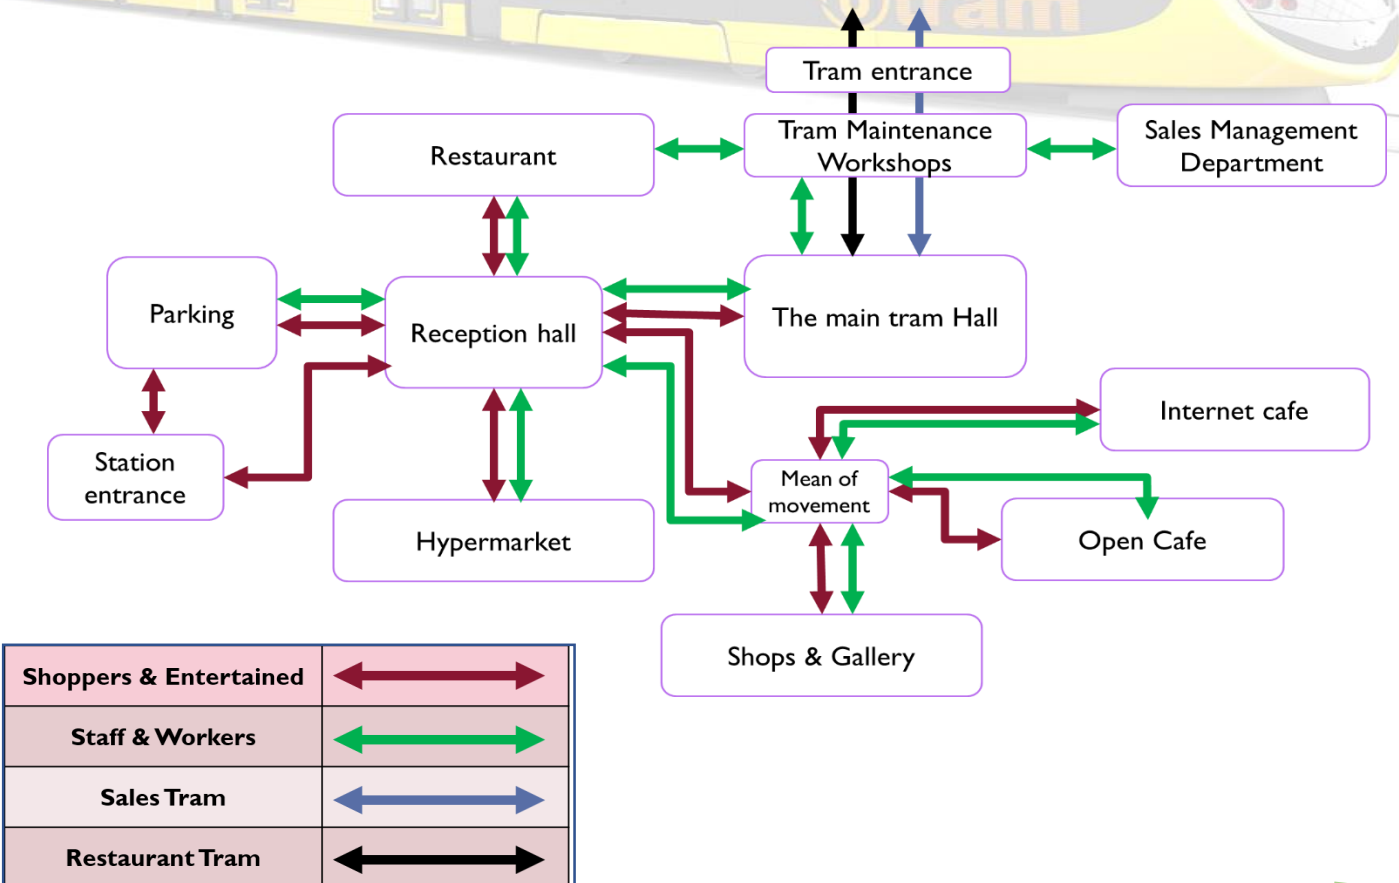 tram
Tram entrance
Tram Maintenance
Workshops
Sales Management
Department
Restaurant
Parking
Reception hall
The main tram Hall
Internet cafe
Station
entrance
Mean of
movement
Hypermarket
Open Cafe
Shops & Gallery
Shoppers & Entertained
Staff & Workers
Sales Tram
Restaurant Tram